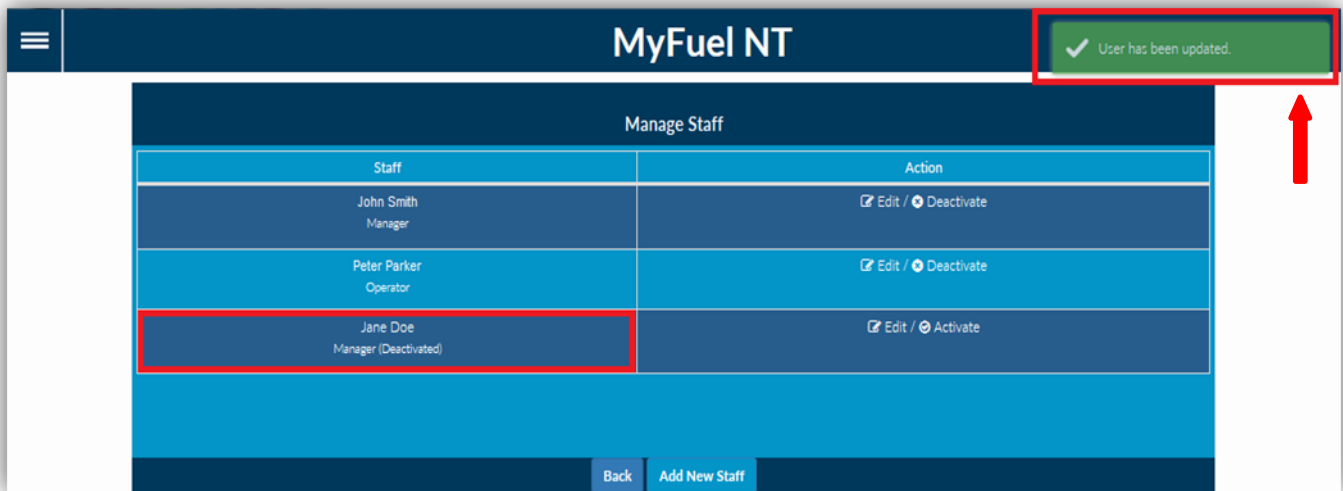 MyFuel NT
User has been updated.
Manage Staff
Staff
Action
John Smith
Manager
Edit / Deactivate
Peter Parker
Operator
Edit / Deactivate
Jane Doe
Manager (Deactivated)
Edit / Activate
Back
Add New Staff